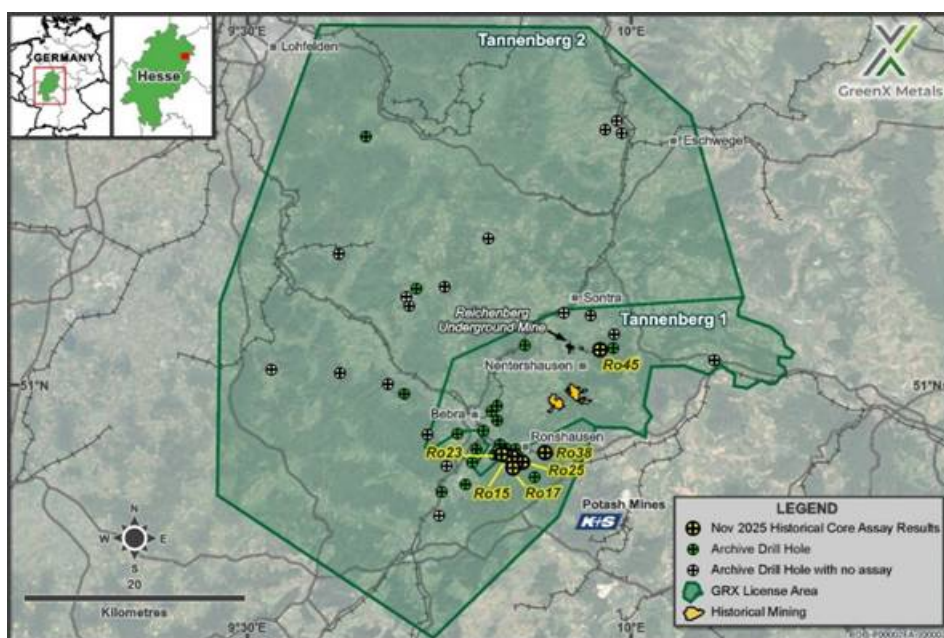 9°30'E
10°E
GERMANY
Hesse
Lohfelden
Tannenberg 2
GreenX Metals
Eschwege
Sontra
Reichenberg
Underground Mine
Tannenberg 1
Nentershausen
Ro45
51°N
51°N
Bebra
Ronshausen
Ro23
Ro38
Ro25
Ro15
Ro17
Potash Mines
K+S
N
W
E
S
20
Kilometres
LEGEND
Nov 2025 Historical Core Assay Results
Archive Drill Hole
Archive Drill Hole with no assay
GRX License Area
Historical Mining
9°30'E
10°E